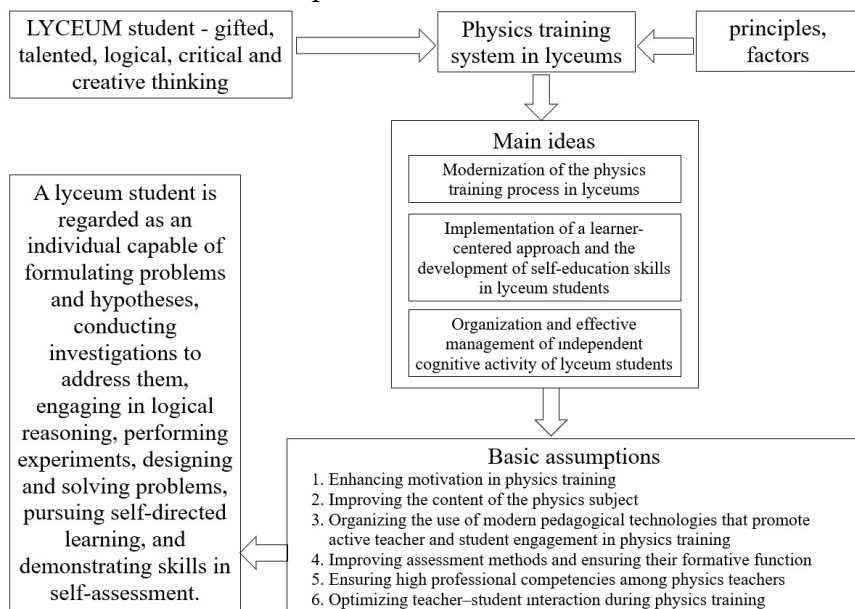 LYCEUM student - gifted,
talented, logical, critical and
creative thinking
Physics training
system in lyceums
principles,
factors
Main ideas
Modernization of the physics
training process in lyceums
Implementation of a learner-
centered approach and the
development of self-education skills
in lyceum students
Organization and effective
management of independent
cognitive activity of lyceum students
Basic assumptions
1. Enhancing motivation in physics training
2. Improving the content of the physics subject
3. Organizing the use of modern pedagogical technologies that promote
active teacher and student engagement in physics training
4. Improving assessment methods and ensuring their formative function
5. Ensuring high professional competencies among physics teachers
6. Optimizing teacher–student interaction during physics training
A lyceum student is
regarded as an
individual capable of
formulating problems
and hypotheses,
conducting
investigations to
address them,
engaging in logical
reasoning, performing
experiments, designing
and solving problems,
pursuing self-directed
learning, and
demonstrating skills in
self-assessment.